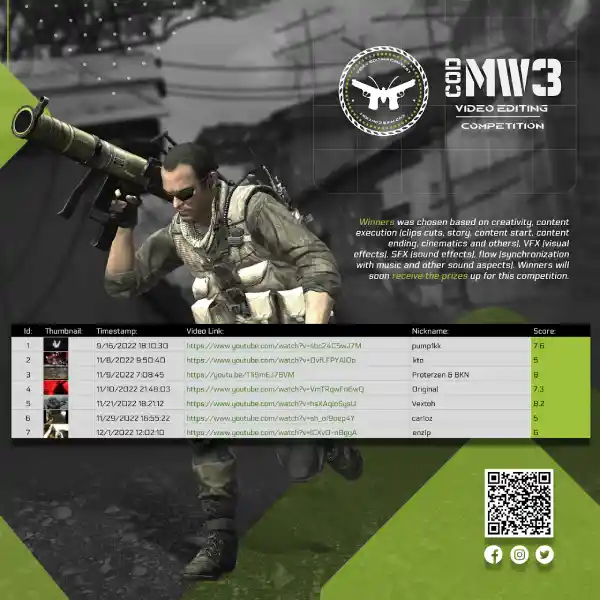 COD MW3
VIDEO EDITING
COMPETITION
Winners was chosen based on creativity, content
execution (clips cuts, story, content start, content
ending, cinematics and others), VFX (visual
effects), SFX (sound effects), flow (synchronization
with music and other sound aspects). Winners will
soon receive the prizes up for this competition.
Id: Thumbnail: Timestamp: Video Link: Nickname: Score:
1 9/16/2022 18:10:30 pump1kk 7.6
2 11/8/2022 9:50:40 kto 5
3 11/9/2022 7:08:45 Proterzen & BKN
4 11/10/2022 21:48:03 Original 7.3
5 11/21/2022 18:21:12 Vextoh 8.2
6 11/29/2022 16:55:22 carloz 5
7 12/1/2022 12:02:10 enzlp 6